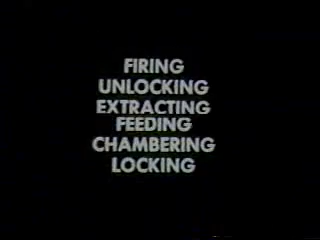 FIRING
UNLOCKING
EXTRACTING
FEEDING
CHAMBERING
LOCKING